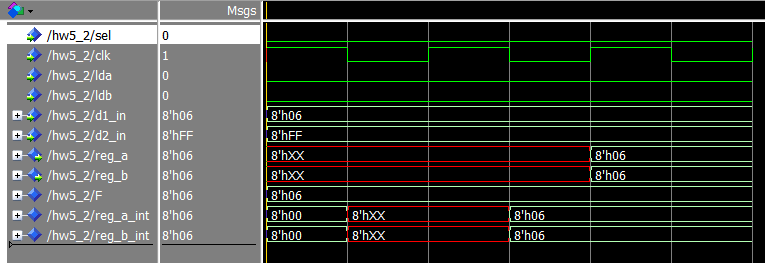 Msgs
/hw5_2/sel 0
/hw5_2/clk 1
/hw5_2/lda 0
/hw5_2/ldb 0
/hw5_2/d1_in 8'h06 8'h06
/hw5_2/d2_in 8'hFF 8'hFF
/hw5_2/reg_a 8'h06 8'hXX 8'h06
/hw5_2/reg_b 8'h06 8'hXX 8'h06
/hw5_2/F 8'h06 8'h06
/hw5_2/reg_a_int 8'h06 8'h00 8'hXX 8'h06
/hw5_2/reg_b_int 8'h06 8'h00 8'hXX 8'h06